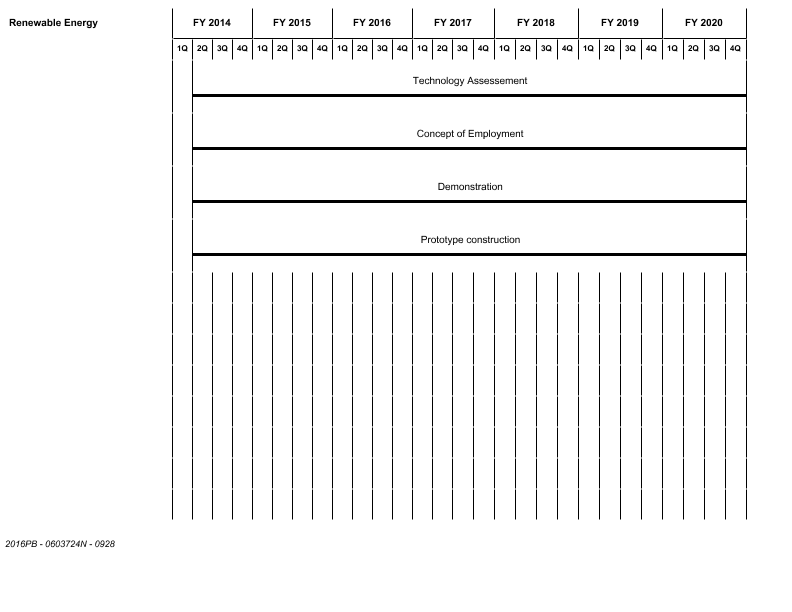 Renewable Energy FY 2014 FY 2015 FY 2016 FY 2017 FY 2018 FY 2019 FY 2020
1Q 2Q 3Q 4Q 1Q 2Q 3Q 4Q 1Q 2Q 3Q 4Q 1Q 2Q 3Q 4Q 1Q 2Q 3Q 4Q 1Q 2Q 3Q 4Q 1Q 2Q 3Q 4Q
Technology Assessement
Concept of Employment
Demonstration
Prototype construction
2016PB - 0603724N - 0928